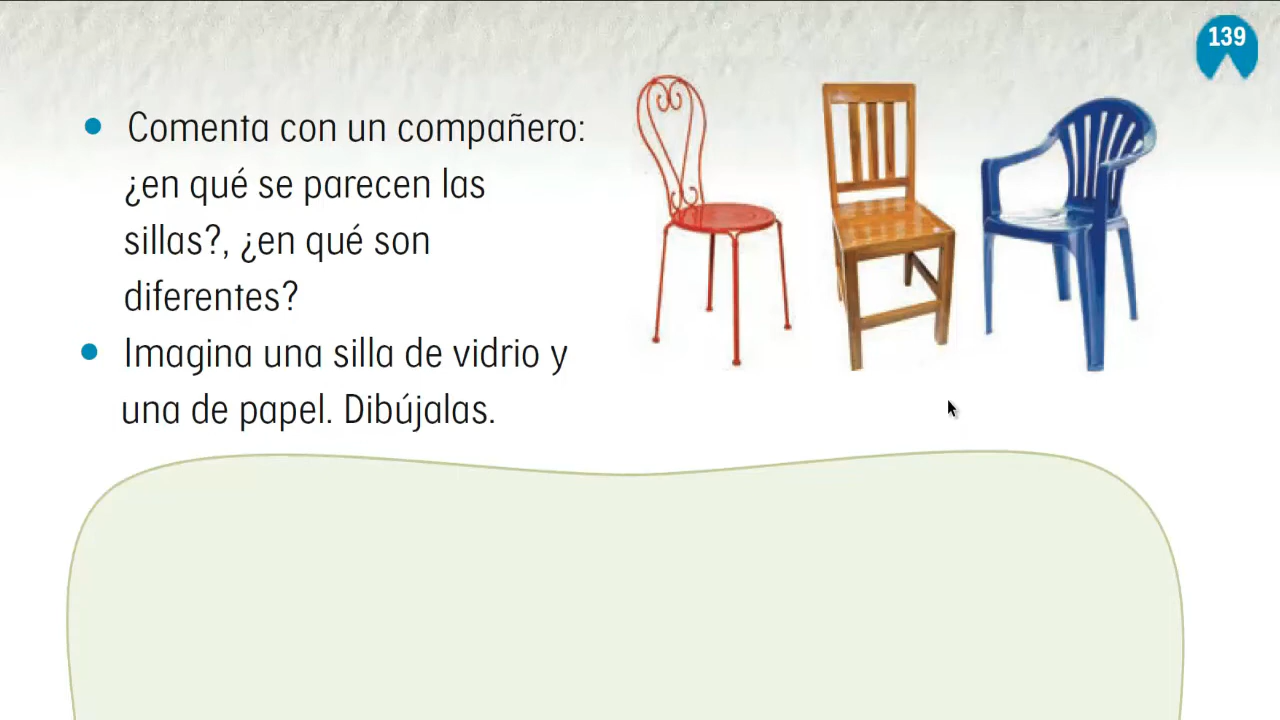 139
• Comenta con un compañero:
¿en qué se parecen las
sillas?, ¿en qué son
diferentes?
• Imagina una silla de vidrio y
una de papel. Dibújalas.